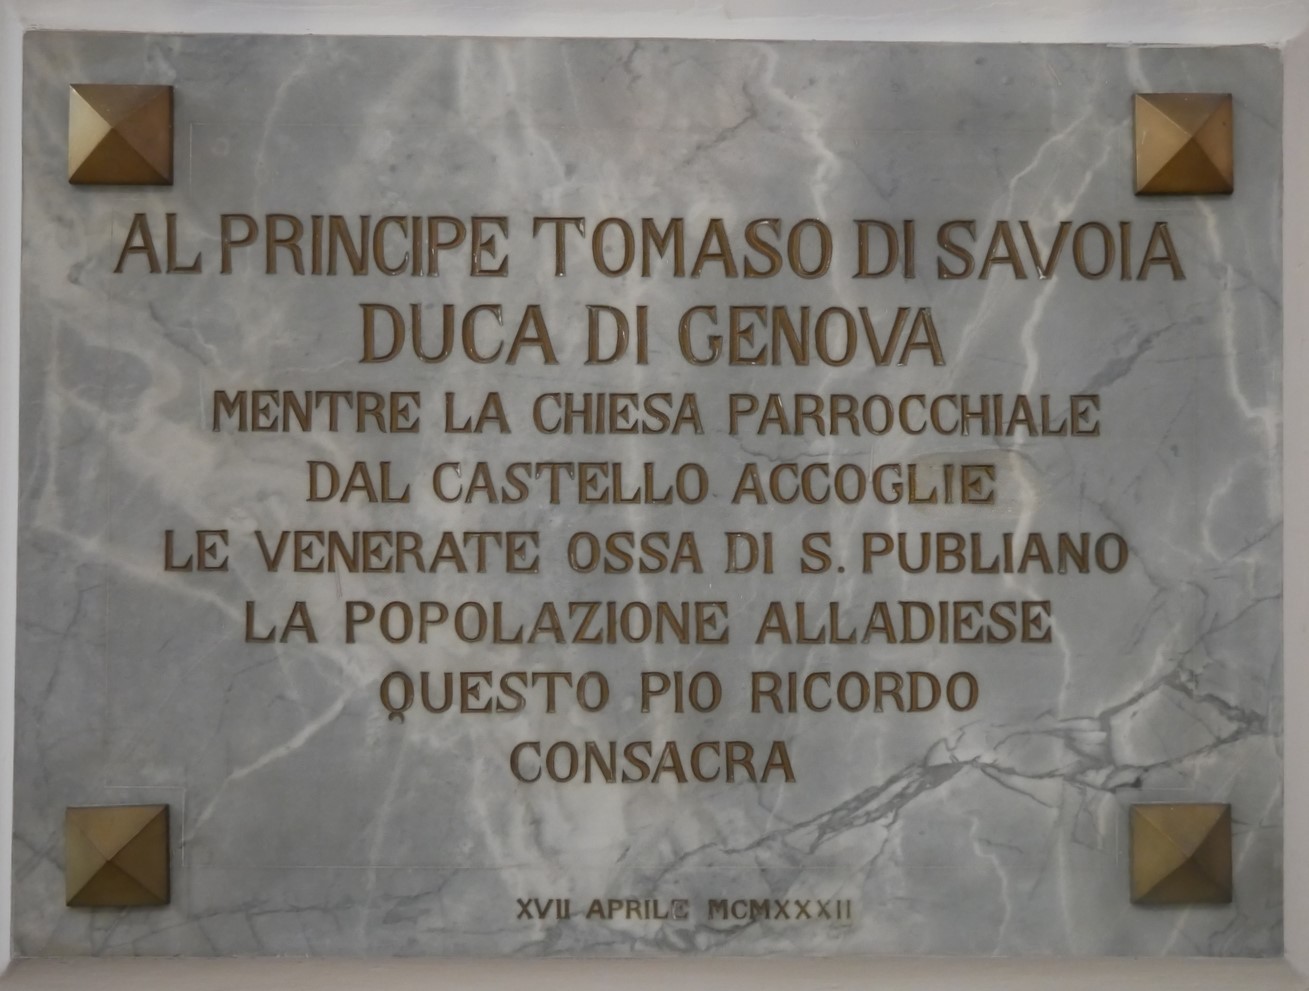 AL PRINCIPE TOMASO DI SAVOIA
DUCA DI GENOVA
MENTRE LA CHIESA PARROCCHIALE
DAL CASTELLO ACCOGLIE
LE VENERATE OSSA DI S. PUBLIANO
LA POPOLAZIONE ALLADIESE
QUESTO PIO RICORDO
CONSACRA
XVII APRILE MCMXXXII